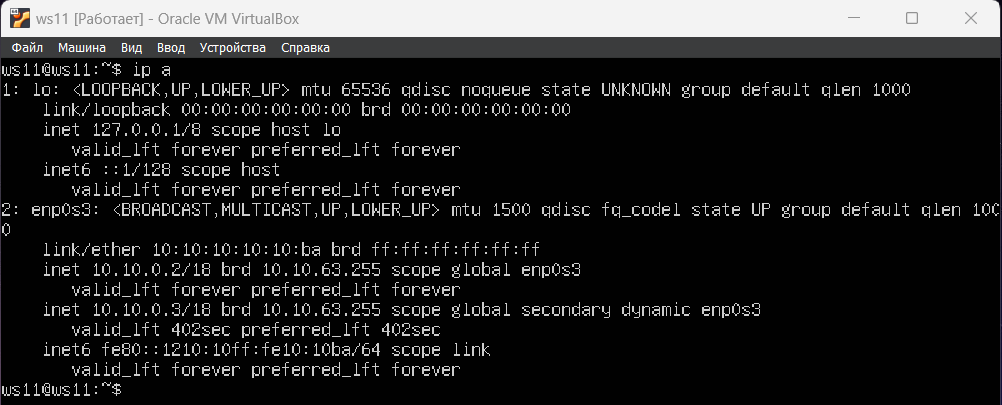 ws11 [Работает] - Oracle VM VirtualBox
Файл Машина Вид Ввод Устройства Справка
ws11@ws11:~$ ip a
1: lo: <LOOPBACK,UP,LOWER_UP> mtu 65536 qdisc noqueue state UNKNOWN group default qlen 1000
    link/loopback 00:00:00:00:00:00 brd 00:00:00:00:00:00
    inet 127.0.0.1/8 scope host lo
       valid_lft forever preferred_lft forever
    inet6 ::1/128 scope host
       valid_lft forever preferred_lft forever
2: enp0s3: <BROADCAST,MULTICAST,UP,LOWER_UP> mtu 1500 qdisc fq_codel state UP group default qlen 100
0
    link/ether 10:10:10:10:10:ba brd ff:ff:ff:ff:ff:ff
    inet 10.10.0.2/18 brd 10.10.63.255 scope global enp0s3
       valid_lft forever preferred_lft forever
    inet 10.10.0.3/18 brd 10.10.63.255 scope global secondary dynamic enp0s3
       valid_lft 402sec preferred_lft 402sec
    inet6 fe80::1210:10ff:fe10:10ba/64 scope link
       valid_lft forever preferred_lft forever
ws11@ws11:~$